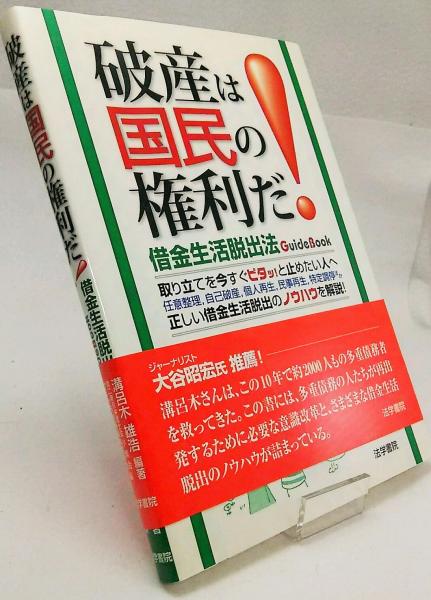 破産は
国民の
権利だ!
借金生活脱出法 GuideBook
取り立てを今すぐピタッ!と止めたい人へ
任意整理、自己破産、個人再生、民事再生、特定調停 が
正しい借金生活脱出のノウハウを解説!
ジャーナリスト
大谷昭宏氏 推薦!
溝呂木さんは、この10年で約2000人もの多重債務者
を救ってきた。この書には、多重債務の人たちが再出
発するために必要な意識改革と、さまざまな借金生活
脱出のノウハウが詰まっている。
法学書院
法学書院
破産は国民の権利だ!
借金生活脱出
溝呂木 雄浩 編著
学書院